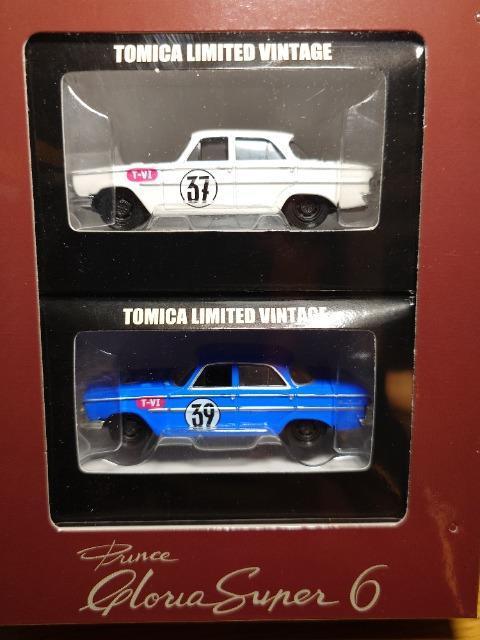 TOMICA LIMITED VINTAGE
T-VI
37
TOMICA LIMITED VINTAGE
T-VI
39
Prince
Gloria Super 6